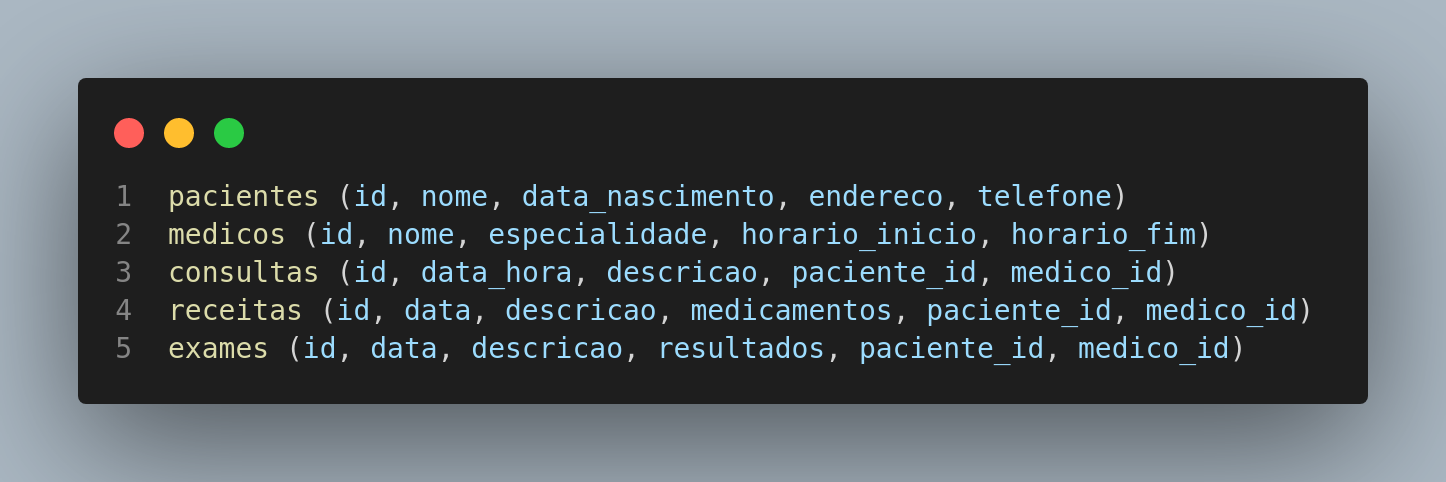 1 pacientes (id, nome, data_nascimento, endereco, telefone)
2 medicos (id, nome, especialidade, horario_inicio, horario_fim)
3 consultas (id, data_hora, descricao, paciente_id, medico_id)
4 receitas (id, data, descricao, medicamentos, paciente_id, medico_id)
5 exames (id, data, descricao, resultados, paciente_id, medico_id)